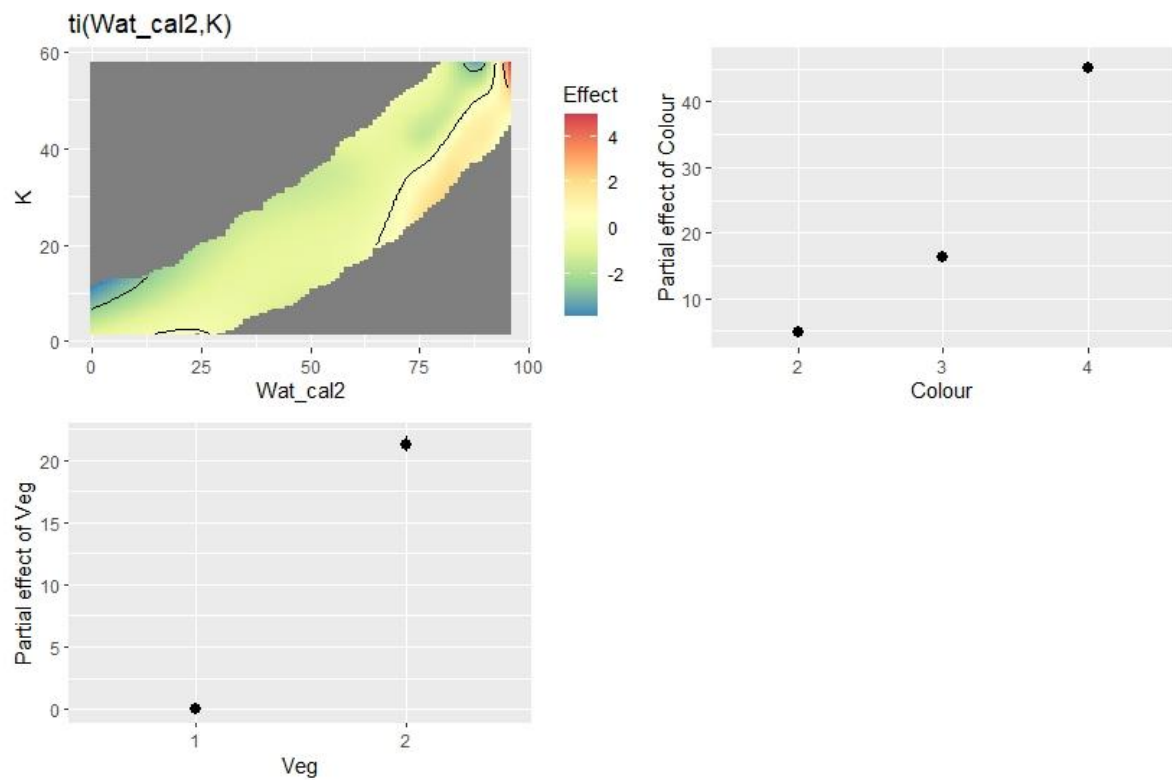 ti(Wat_cal2,K)
60
40
20
0
K
0 25 50 75 100
Wat_cal2
Effect
4
2
0
-2
Partial effect of Colour
40
30
20
10
2 3 4
Colour
Partial effect of Veg
20
15
10
5
0
1 2
Veg